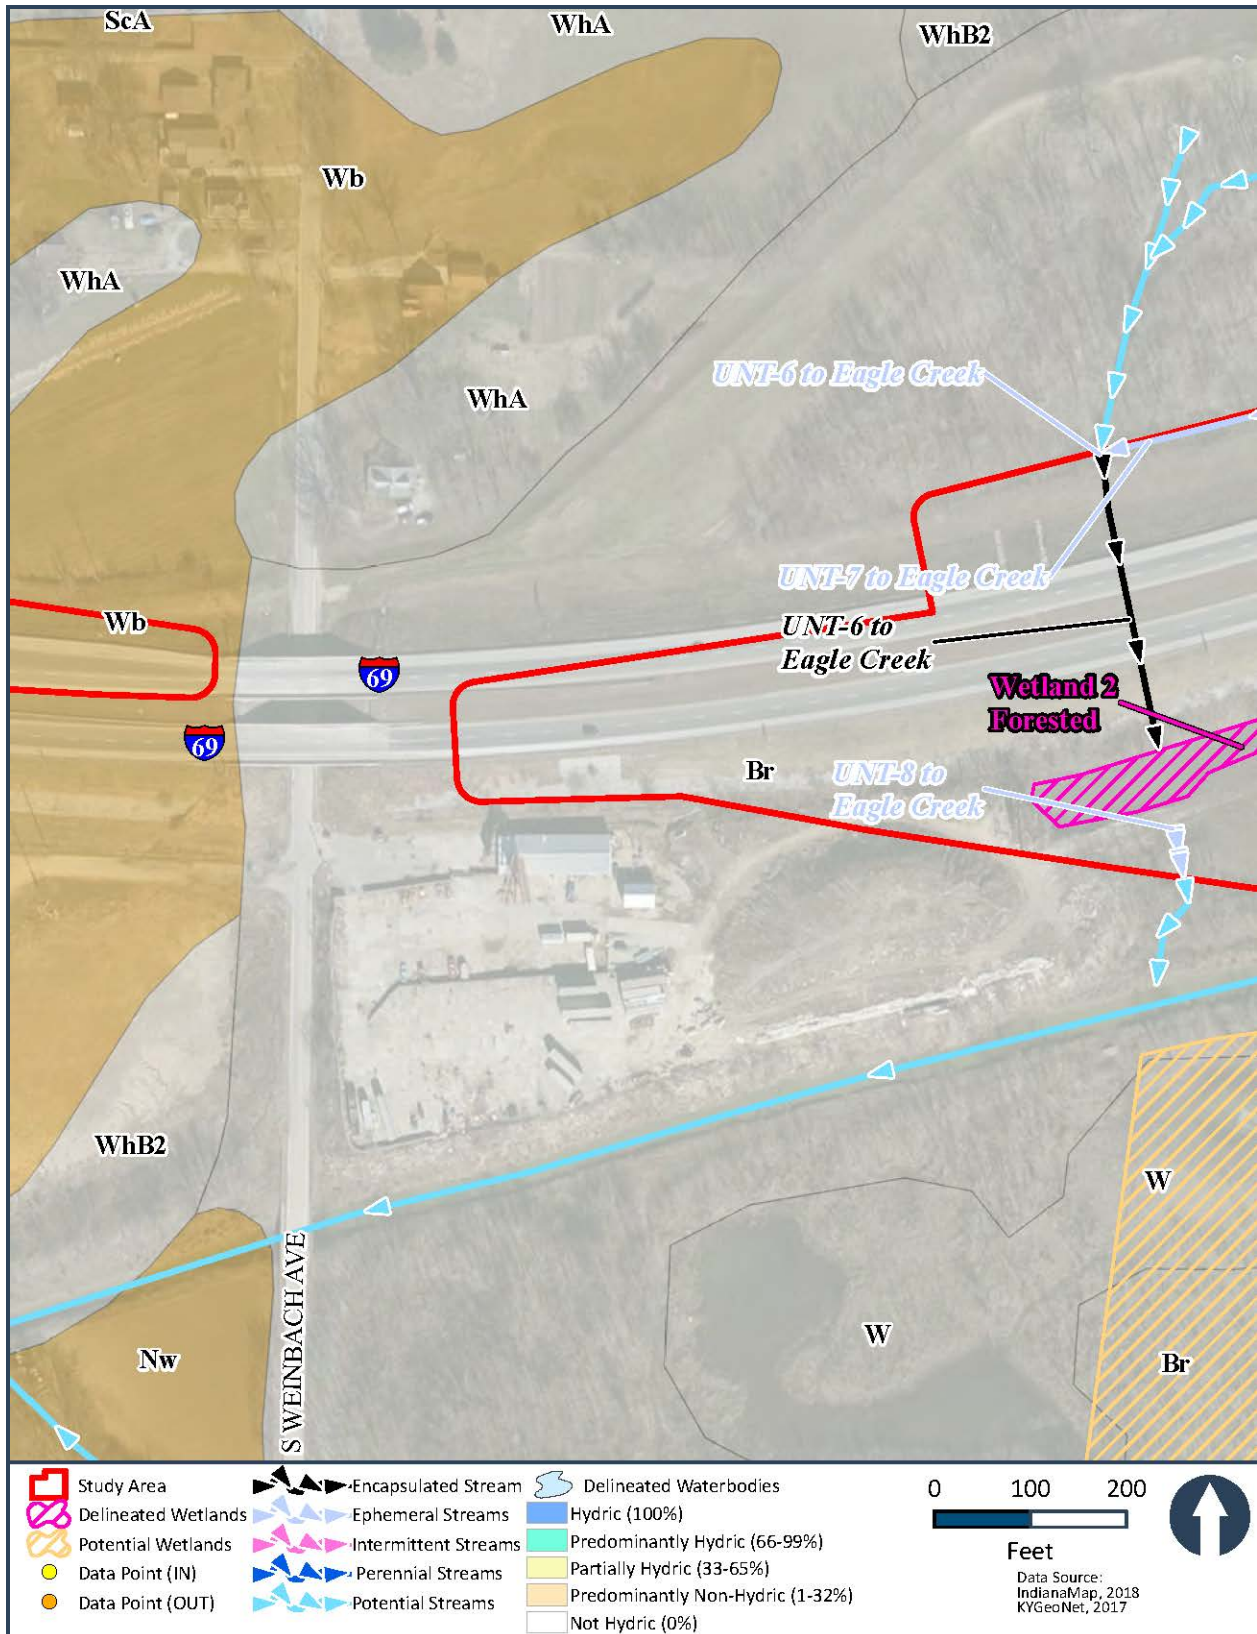 ScA
WhA
WhB2
Wb
WhA
WhA
UNT-6 to Eagle Creek
UNT-7 to Eagle Creek
Wb
UNT-6 to
Eagle Creek
69
Wetland 2
Forested
69
Br
UNT-8 to
Eagle Creek
WhB2
W
S WEINBACH AVE
W
Nw
Br
Study Area
Delineated Wetlands
Potential Wetlands
Data Point (IN)
Data Point (OUT)
Encapsulated Stream
Ephemeral Streams
Intermittent Streams
Perennial Streams
Potential Streams
Delineated Waterbodies
Hydric (100%)
Predominantly Hydric (66-99%)
Partially Hydric (33-65%)
Predominantly Non-Hydric (1-32%)
Not Hydric (0%)
0 100 200
Feet
Data Source:
IndianaMap, 2018
KYGeoNet, 2017